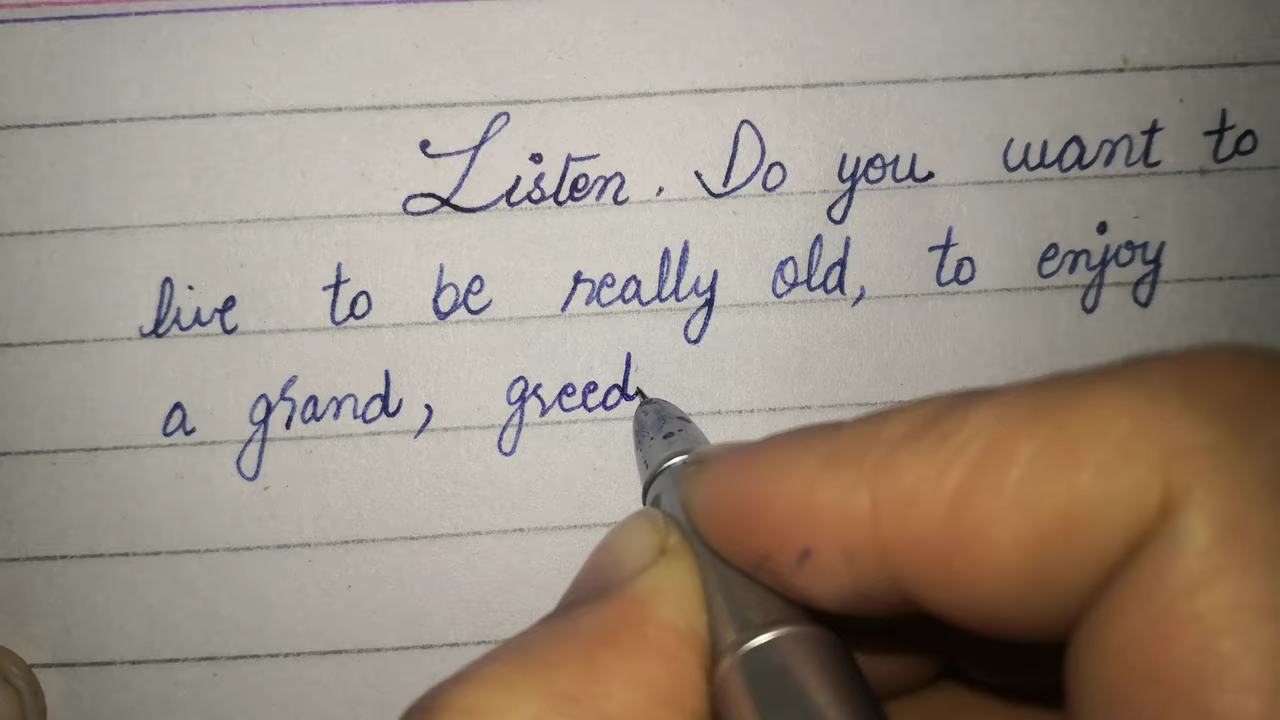 Listen. Do you want to
live to be really old, to enjoy
a grand, greed